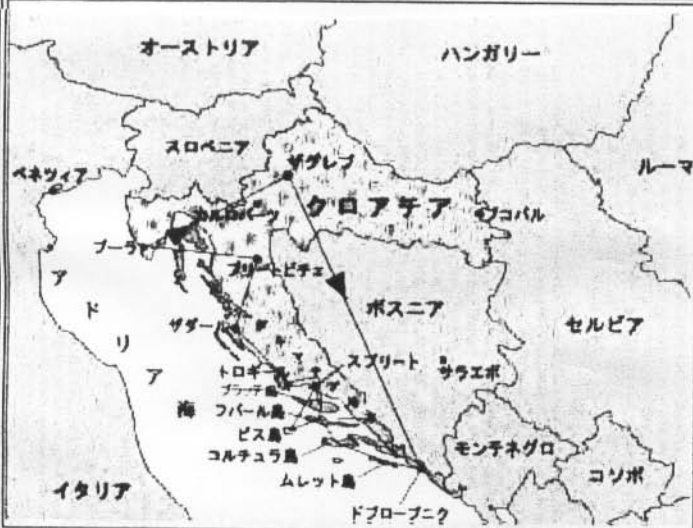 オーストリア
ハンガリー
スロベニア
ザグレブ
ベネツィア
ルーマ
カルロバーツ
クロアチア
ブコバル
プーラ
プリートビチェ
ボスニア
セルビア
アドリア海
ザダール
スプリート
サラエボ
トロギール
ブラッチ島
フバール島
ビス島
コルチュラ島
モンテネグロ
コソボ
ムレット島
イタリア
ドブローブニク